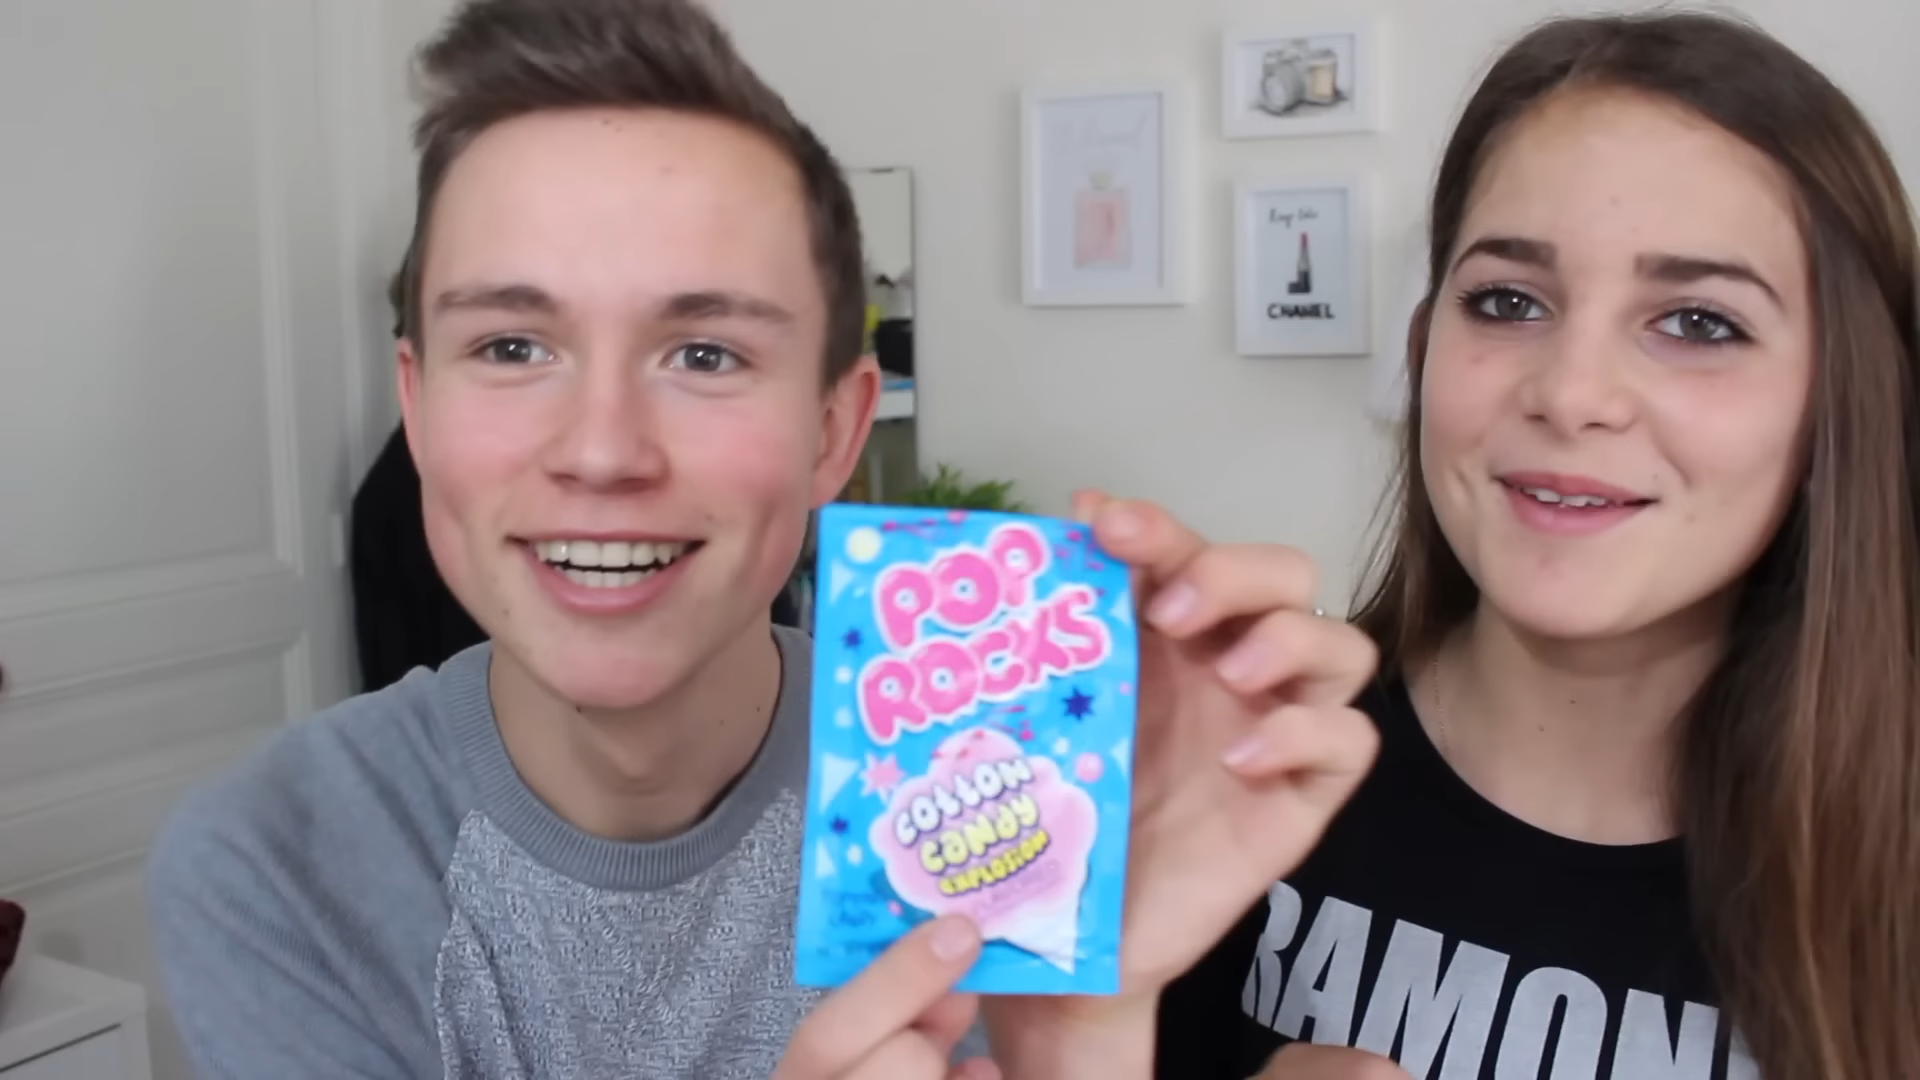 POP
ROCKS
COTTON
CANDY
EXPLOSION
CHANEL
RAMON